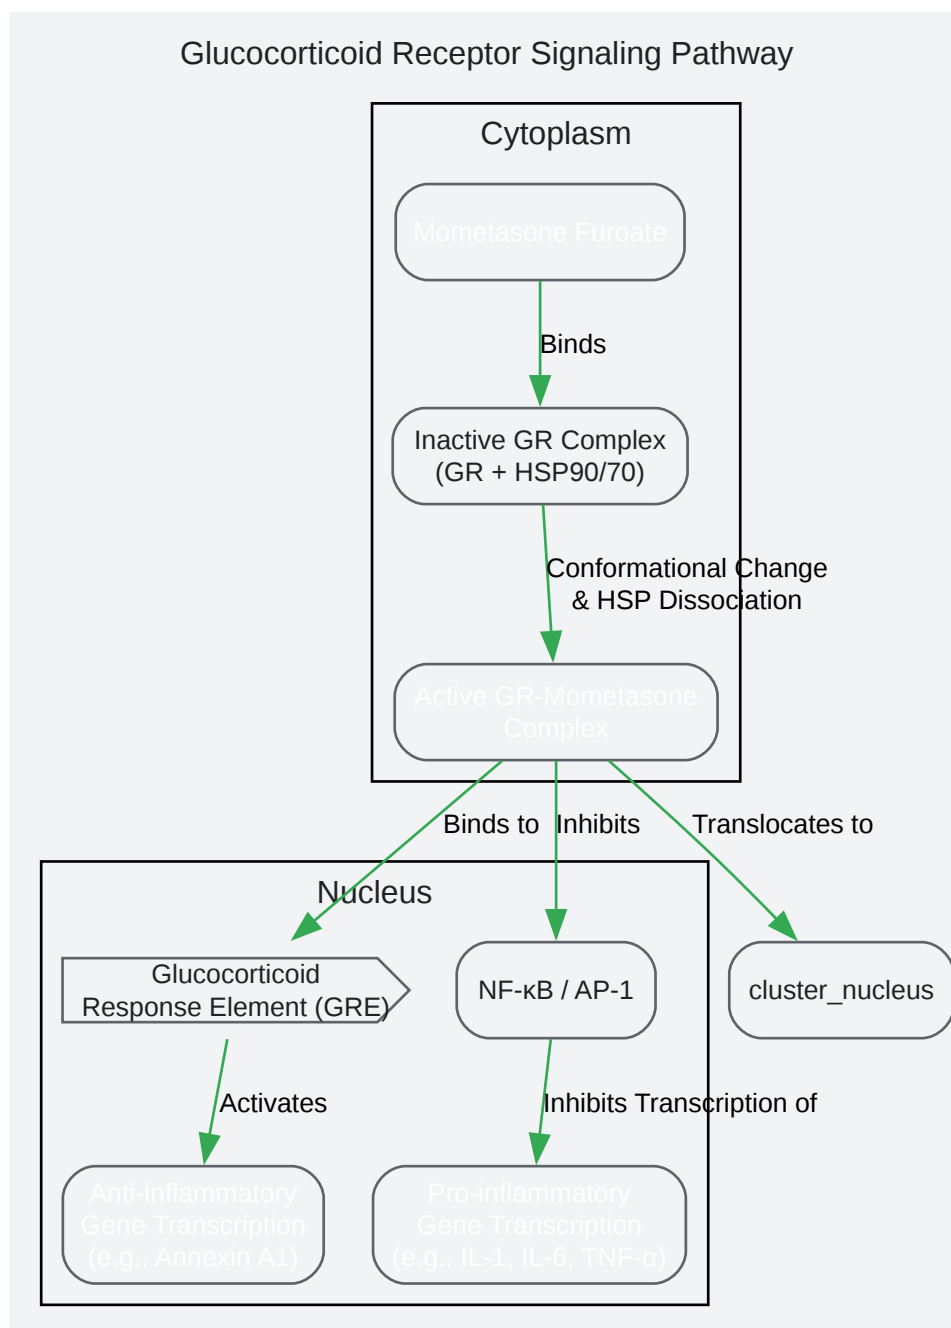 Glucocorticoid Receptor Signaling Pathway
Cytoplasm
Mometasone Furoate
Binds
Inactive GR Complex
(GR + HSP90/70)
Conformational Change
& HSP Dissociation
Active GR-Mometasone
Complex
Binds to
Inhibits
Translocates to
Nucleus
Glucocorticoid
Response Element (GRE)
NF-κB / AP-1
cluster_nucleus
Activates
Inhibits Transcription of
Anti-inflammatory
Gene Transcription
(e.g., Annexin A1)
Pro-inflammatory
Gene Transcription
(e.g., IL-1, IL-6, TNF-α)